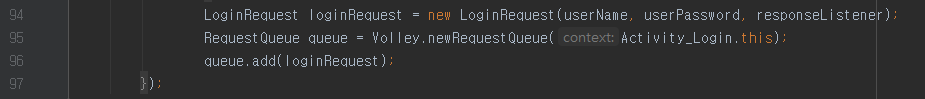 94 LoginRequest loginRequest = new LoginRequest(userName, userPassword, responseListener);
95 RequestQueue queue = Volley.newRequestQueue( context: Activity_Login.this);
96 queue.add(loginRequest);
97 });